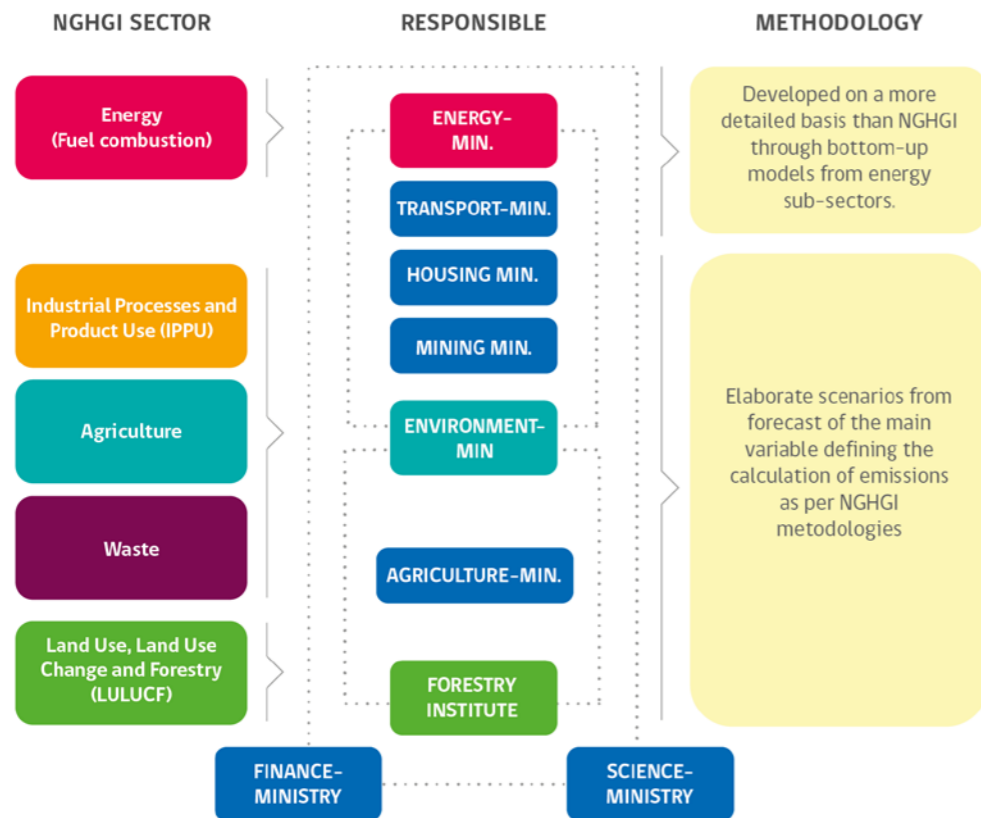 NGHGI SECTOR
RESPONSIBLE
METHODOLOGY
Energy
(Fuel combustion)
Industrial Processes and
Product Use (IPPU)
Agriculture
Waste
Land Use, Land Use
Change and Forestry
(LULUCF)
ENERGY–
MIN.
TRANSPORT–MIN.
HOUSING MIN.
MINING MIN.
ENVIRONMENT–
MIN
AGRICULTURE–MIN.
FORESTRY
INSTITUTE
FINANCE–
MINISTRY
SCIENCE–
MINISTRY
Developed on a more
detailed basis than NGHGI
through bottom-up
models from energy
sub-sectors.
Elaborate scenarios from
forecast of the main
variable defining the
calculation of emissions
as per NGHGI
metodologies